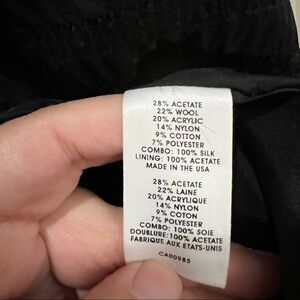 28% ACETATE
22% WOOL
20% ACRYLIC
14% NYLON
9% COTTON
7% POLYESTER
COMBO: 100% SILK
LINING: 100% ACETATE
MADE IN THE USA
28% ACETATE
22% LAINE
20% ACRYLIQUE
14% NYLON
9% COTON
7% POLYESTER
COMBO: 100% SOIE
DOUBLURE: 100% ACETATE
FABRIQUE AUX ETATS-UNIS
CA00985